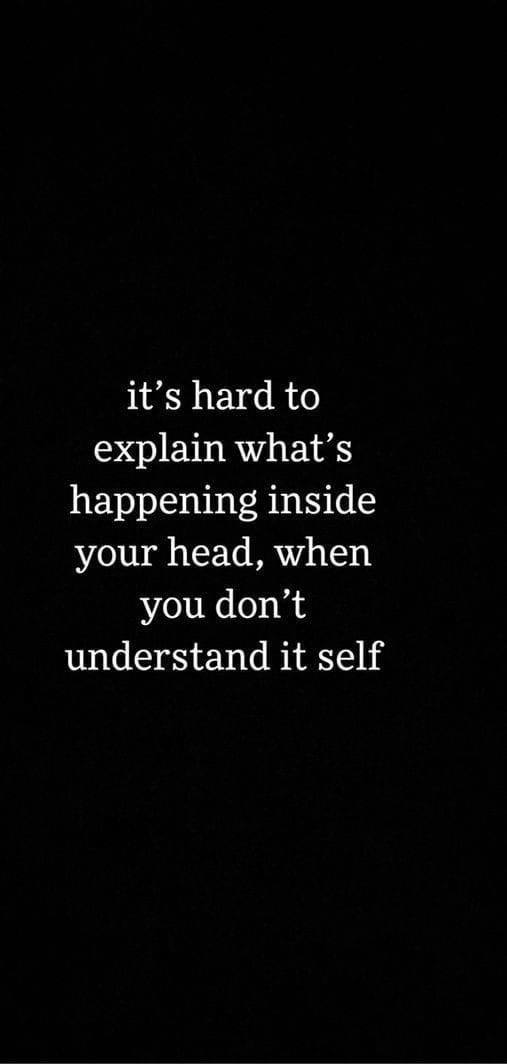 it’s hard to
explain what’s
happening inside
your head, when
you don’t
understand it self